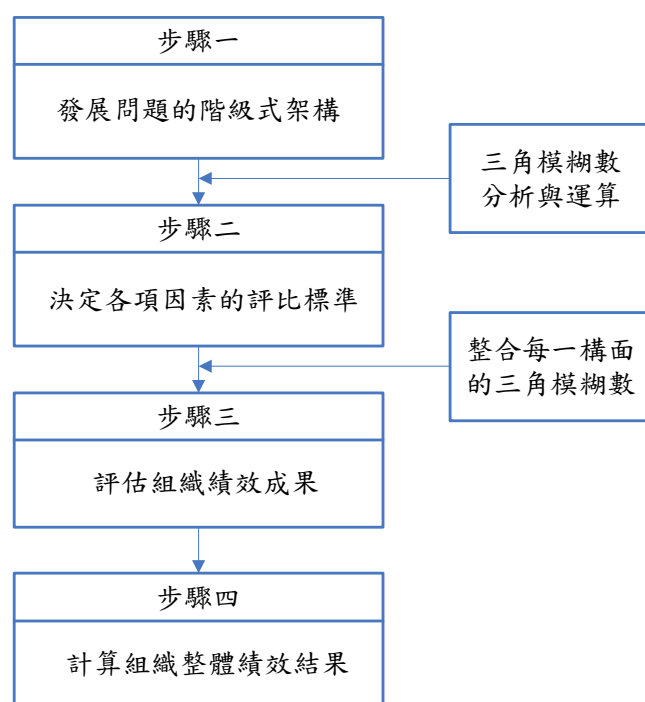 步驟一
發展問題的階級式架構
三角模糊數
分析與運算
步驟二
決定各項因素的評比標準
整合每一構面
的三角模糊數
步驟三
評估組織績效成果
步驟四
計算組織整體績效結果